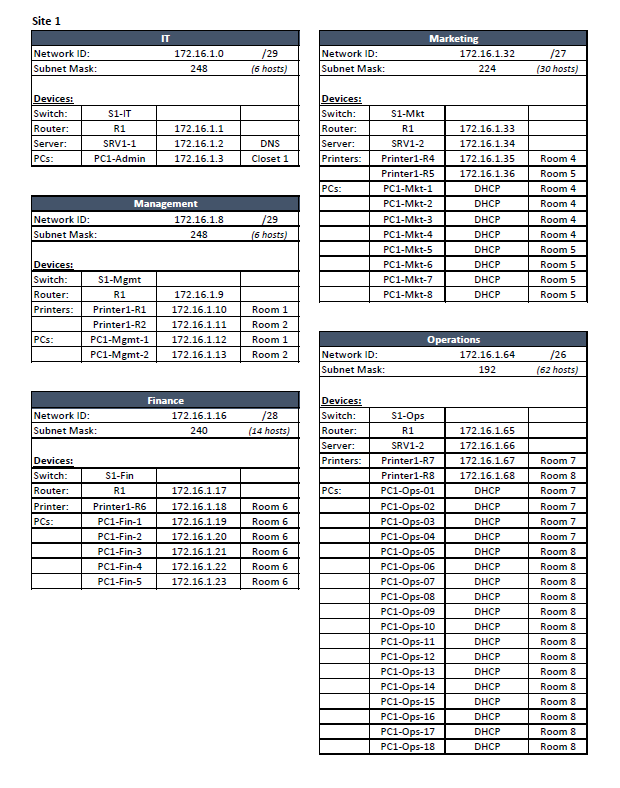 Site 1
IT
Network ID: 172.16.1.0 /29
Subnet Mask: 248 (6 hosts)
Devices:
Switch: S1-IT
Router: R1 172.16.1.1
Server: SRV1-1 172.16.1.2 DNS
PCs: PC1-Admin 172.16.1.3 Closet 1
Management
Network ID: 172.16.1.8 /29
Subnet Mask: 248 (6 hosts)
Devices:
Switch: S1-Mgmt
Router: R1 172.16.1.9
Printers: Printer1-R1 172.16.1.10 Room 1
Printer1-R2 172.16.1.11 Room 2
PCs: PC1-Mgmt-1 172.16.1.12 Room 1
PC1-Mgmt-2 172.16.1.13 Room 2
Finance
Network ID: 172.16.1.16 /28
Subnet Mask: 240 (14 hosts)
Devices:
Switch: S1-Fin
Router: R1 172.16.1.17
Printer: Printer1-R6 172.16.1.18 Room 6
PCs: PC1-Fin-1 172.16.1.19 Room 6
PC1-Fin-2 172.16.1.20 Room 6
PC1-Fin-3 172.16.1.21 Room 6
PC1-Fin-4 172.16.1.22 Room 6
PC1-Fin-5 172.16.1.23 Room 6
Marketing
Network ID: 172.16.1.32 /27
Subnet Mask: 224 (30 hosts)
Devices:
Switch: S1-Mkt
Router: R1 172.16.1.33
Server: SRV1-2 172.16.1.34
Printers: Printer1-R4 172.16.1.35 Room 4
Printer1-R5 172.16.1.36 Room 5
PCs: PC1-Mkt-1 DHCP Room 4
PC1-Mkt-2 DHCP Room 4
PC1-Mkt-3 DHCP Room 4
PC1-Mkt-4 DHCP Room 4
PC1-Mkt-5 DHCP Room 5
PC1-Mkt-6 DHCP Room 5
PC1-Mkt-7 DHCP Room 5
PC1-Mkt-8 DHCP Room 5
Operations
Network ID: 172.16.1.64 /26
Subnet Mask: 192 (62 hosts)
Devices:
Switch: S1-Ops
Router: R1 172.16.1.65
Server: SRV1-2 172.16.1.66
Printers: Printer1-R7 172.16.1.67 Room 7
Printer1-R8 172.16.1.68 Room 8
PCs: PC1-Ops-01 DHCP Room 7
PC1-Ops-02 DHCP Room 7
PC1-Ops-03 DHCP Room 7
PC1-Ops-04 DHCP Room 7
PC1-Ops-05 DHCP Room 8
PC1-Ops-06 DHCP Room 8
PC1-Ops-07 DHCP Room 8
PC1-Ops-08 DHCP Room 8
PC1-Ops-09 DHCP Room 8
PC1-Ops-10 DHCP Room 8
PC1-Ops-11 DHCP Room 8
PC1-Ops-12 DHCP Room 8
PC1-Ops-13 DHCP Room 8
PC1-Ops-14 DHCP Room 8
PC1-Ops-15 DHCP Room 8
PC1-Ops-16 DHCP Room 8
PC1-Ops-17 DHCP Room 8
PC1-Ops-18 DHCP Room 8